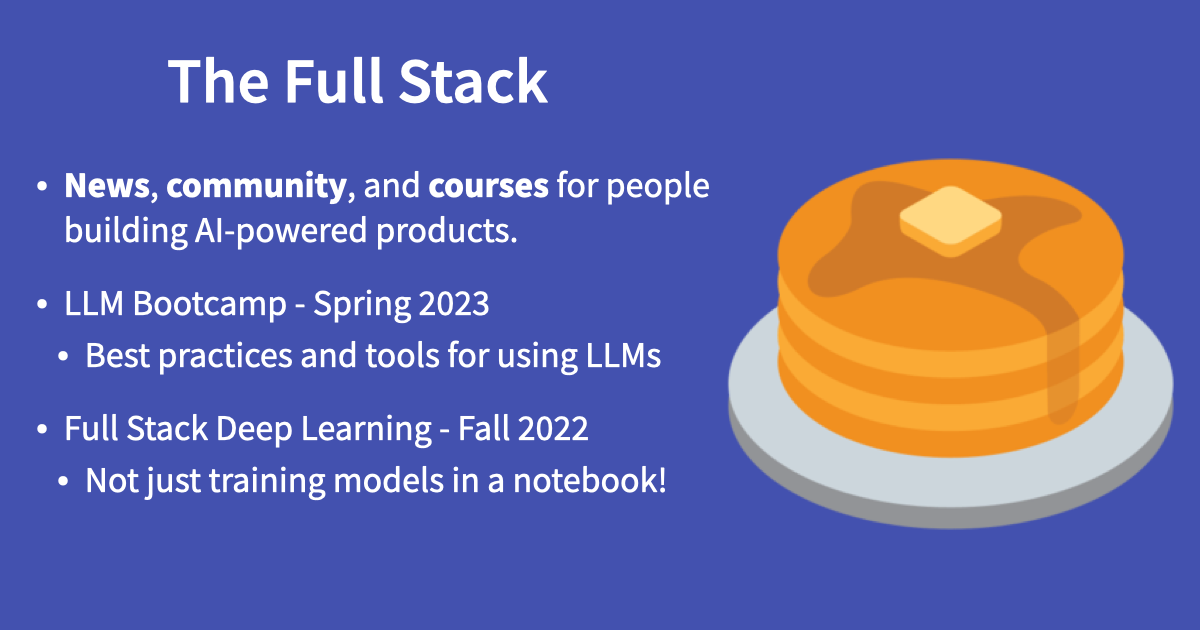 The Full Stack
• News, community, and courses for people
building AI-powered products.
• LLM Bootcamp - Spring 2023
• Best practices and tools for using LLMs
• Full Stack Deep Learning - Fall 2022
• Not just training models in a notebook!